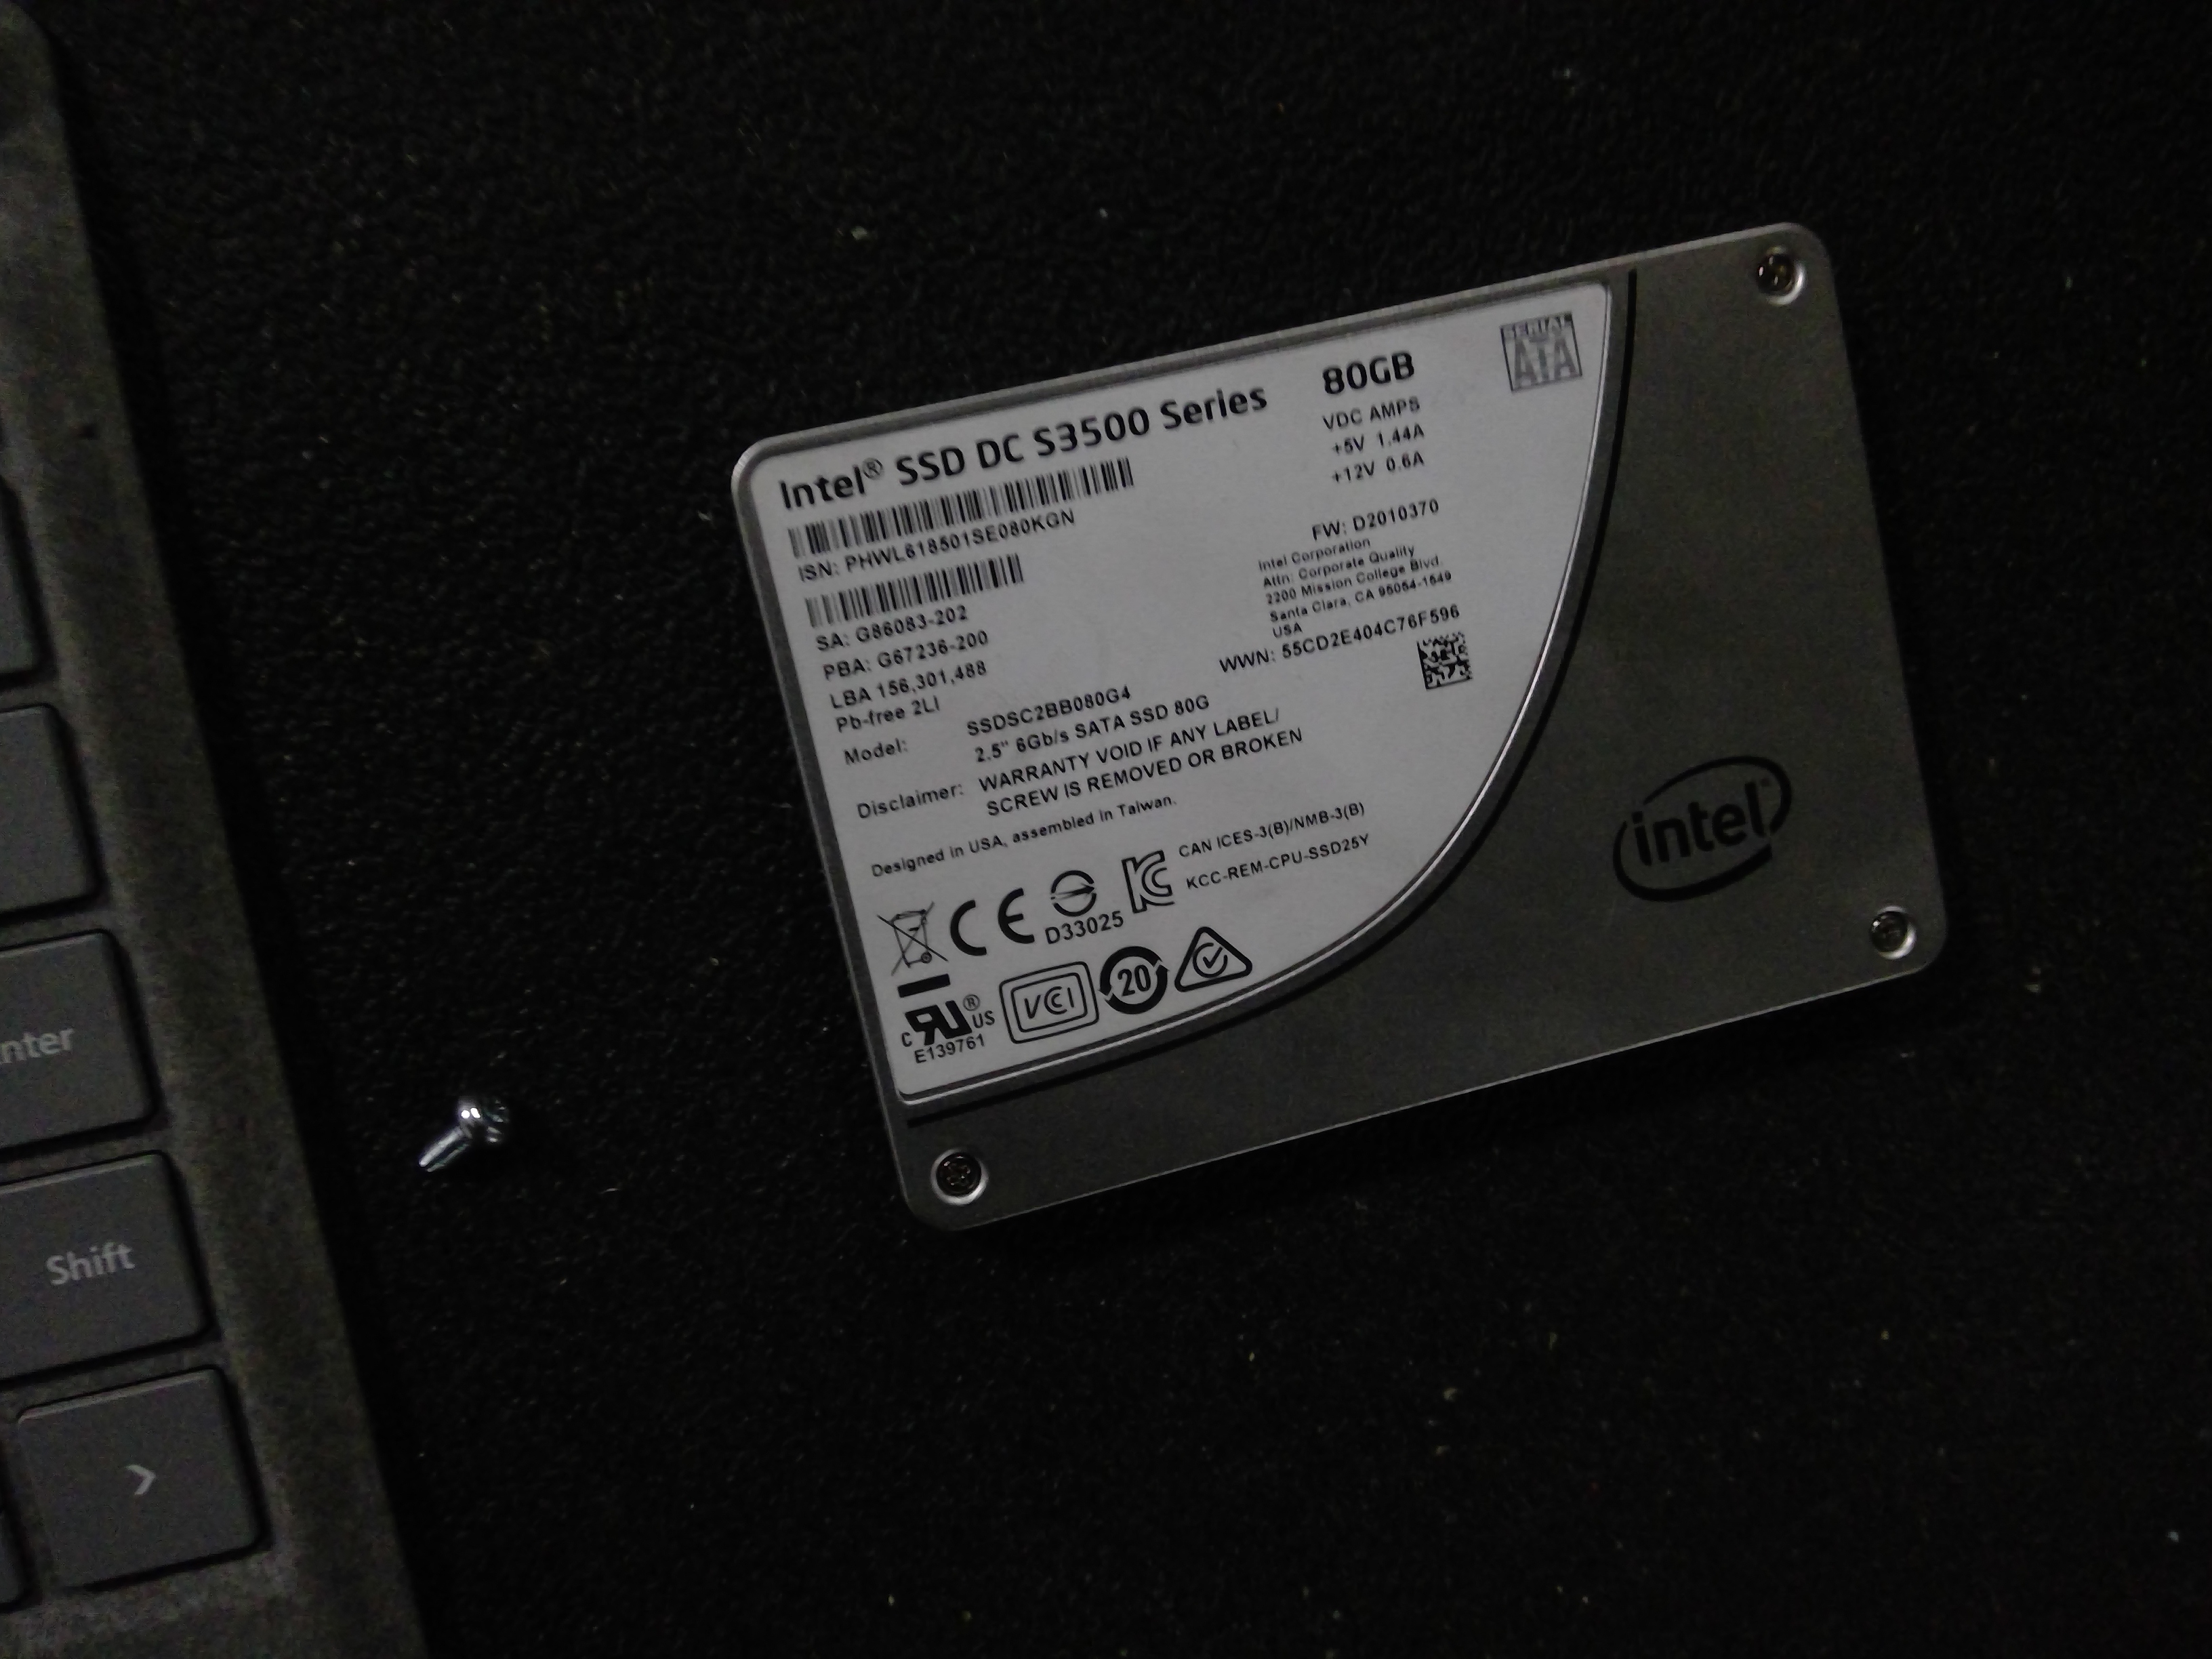 Intel® SSD DC S3500 Series
80GB
SERIAL
ATA
VDC AMPS
+5V 1.44A
+12V 0.6A
ISN: PHWL618501SE080KGN
FW: D2010370
Intel Corporation
Attn: Corporate Quality
2200 Mission College Blvd.
Santa Clara, CA 95054-1549
USA
SA: G86083-202
PBA: G67236-200
LBA 156,301,488
Pb-free 2LI
WWN: 55CD2E404C76F596
Model: SSDSC2BB080G4
2.5" 6Gb/s SATA SSD 80G
Disclaimer: WARRANTY VOID IF ANY LABEL/
SCREW IS REMOVED OR BROKEN
Designed in USA, assembled in Taiwan.
CE
D33025
CAN ICES-3(B)/NMB-3(B)
KCC-REM-CPU-SSD25Y
c RU® US
E139761
VCI
20
intel™
nter
Shift